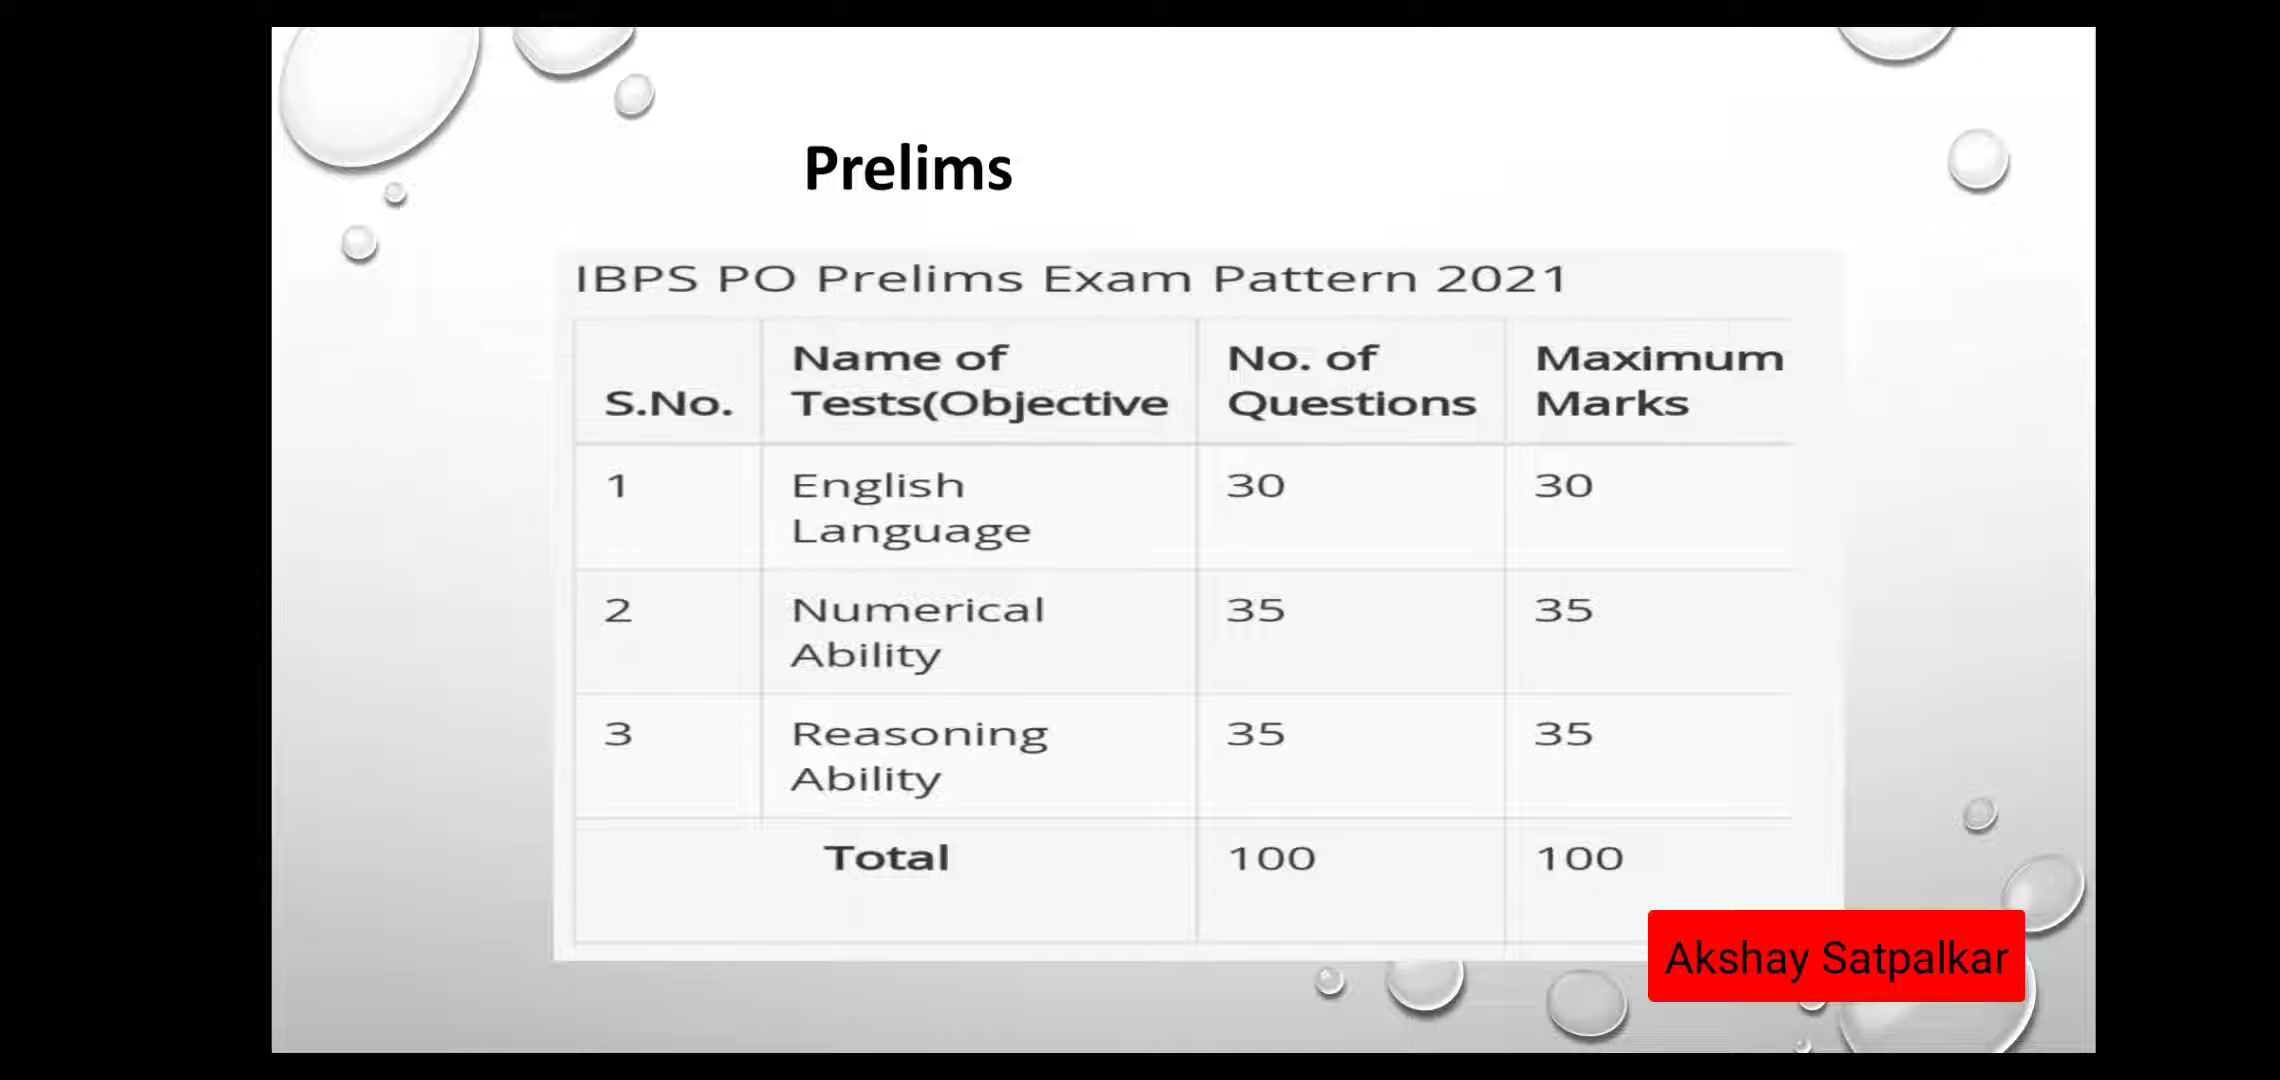 Prelims
IBPS PO Prelims Exam Pattern 2021
S.No. Name of Tests(Objective No. of Questions Maximum Marks
1 English Language 30 30
2 Numerical Ability 35 35
3 Reasoning Ability 35 35
Total 100 100
Akshay Satpalkar